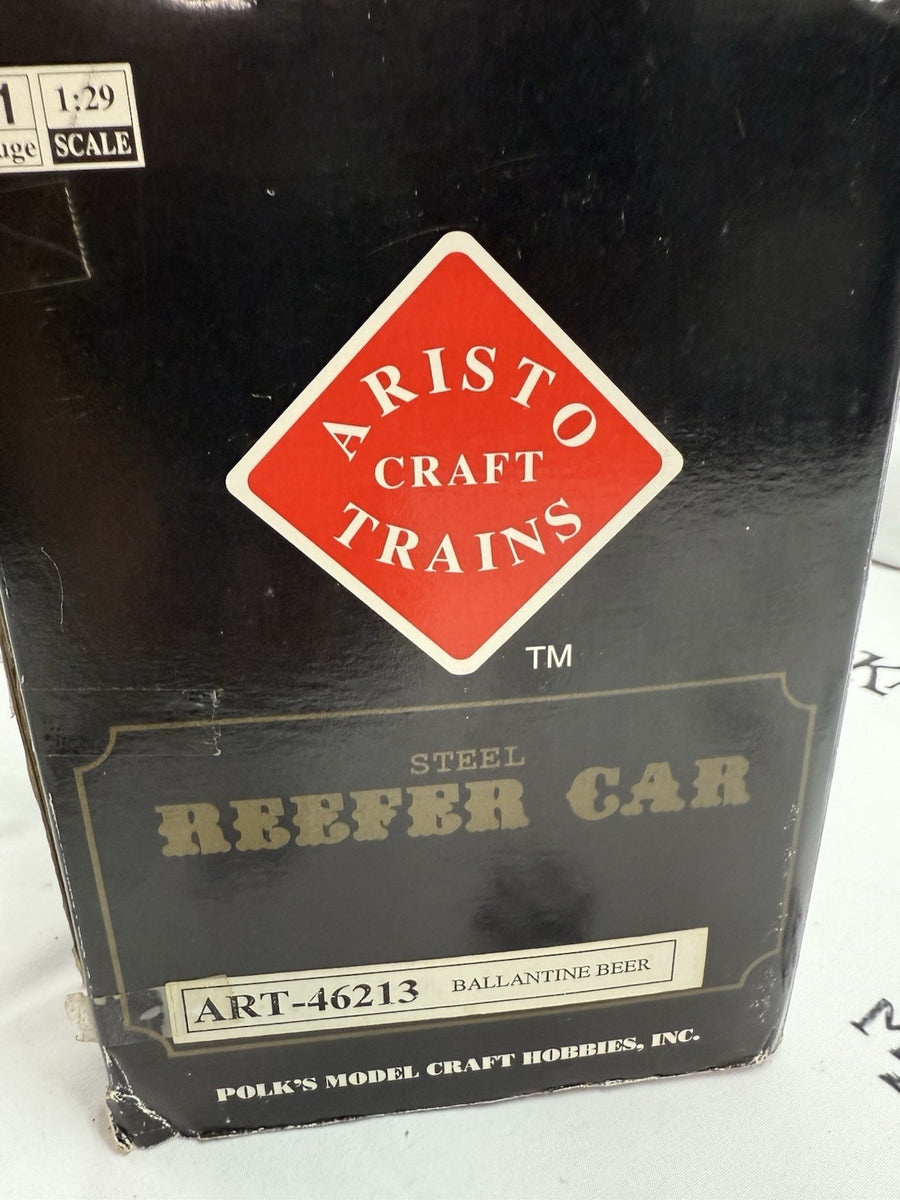 1 1:29
SCALE
ARISTO
CRAFT
TRAINS
TM
STEEL
REEFER CAR
ART-46213 BALLANTINE BEER
POLK'S MODEL CRAFT HOBBIES, INC.